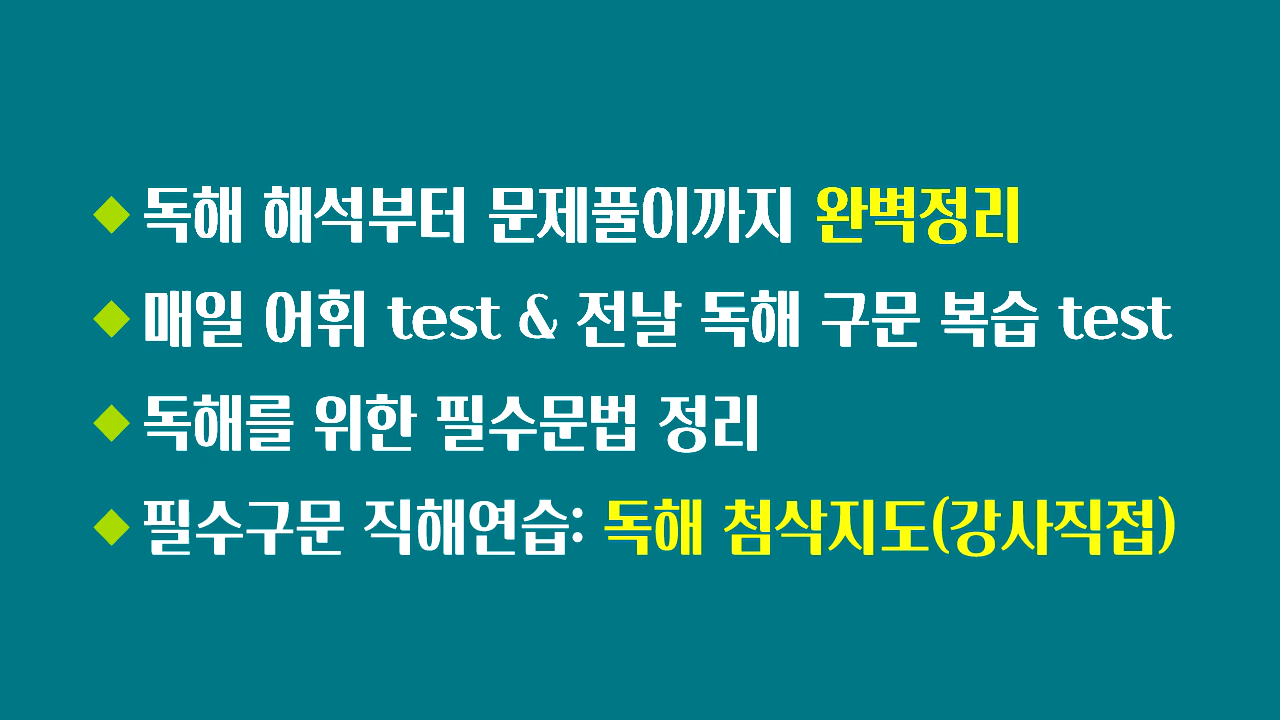 ◆ 독해 해석부터 문제풀이까지 완벽정리
◆ 매일 어휘 test & 전날 독해 구문 복습 test
◆ 독해를 위한 필수문법 정리
◆ 필수구문 직해연습: 독해 첨삭지도(강사직접)